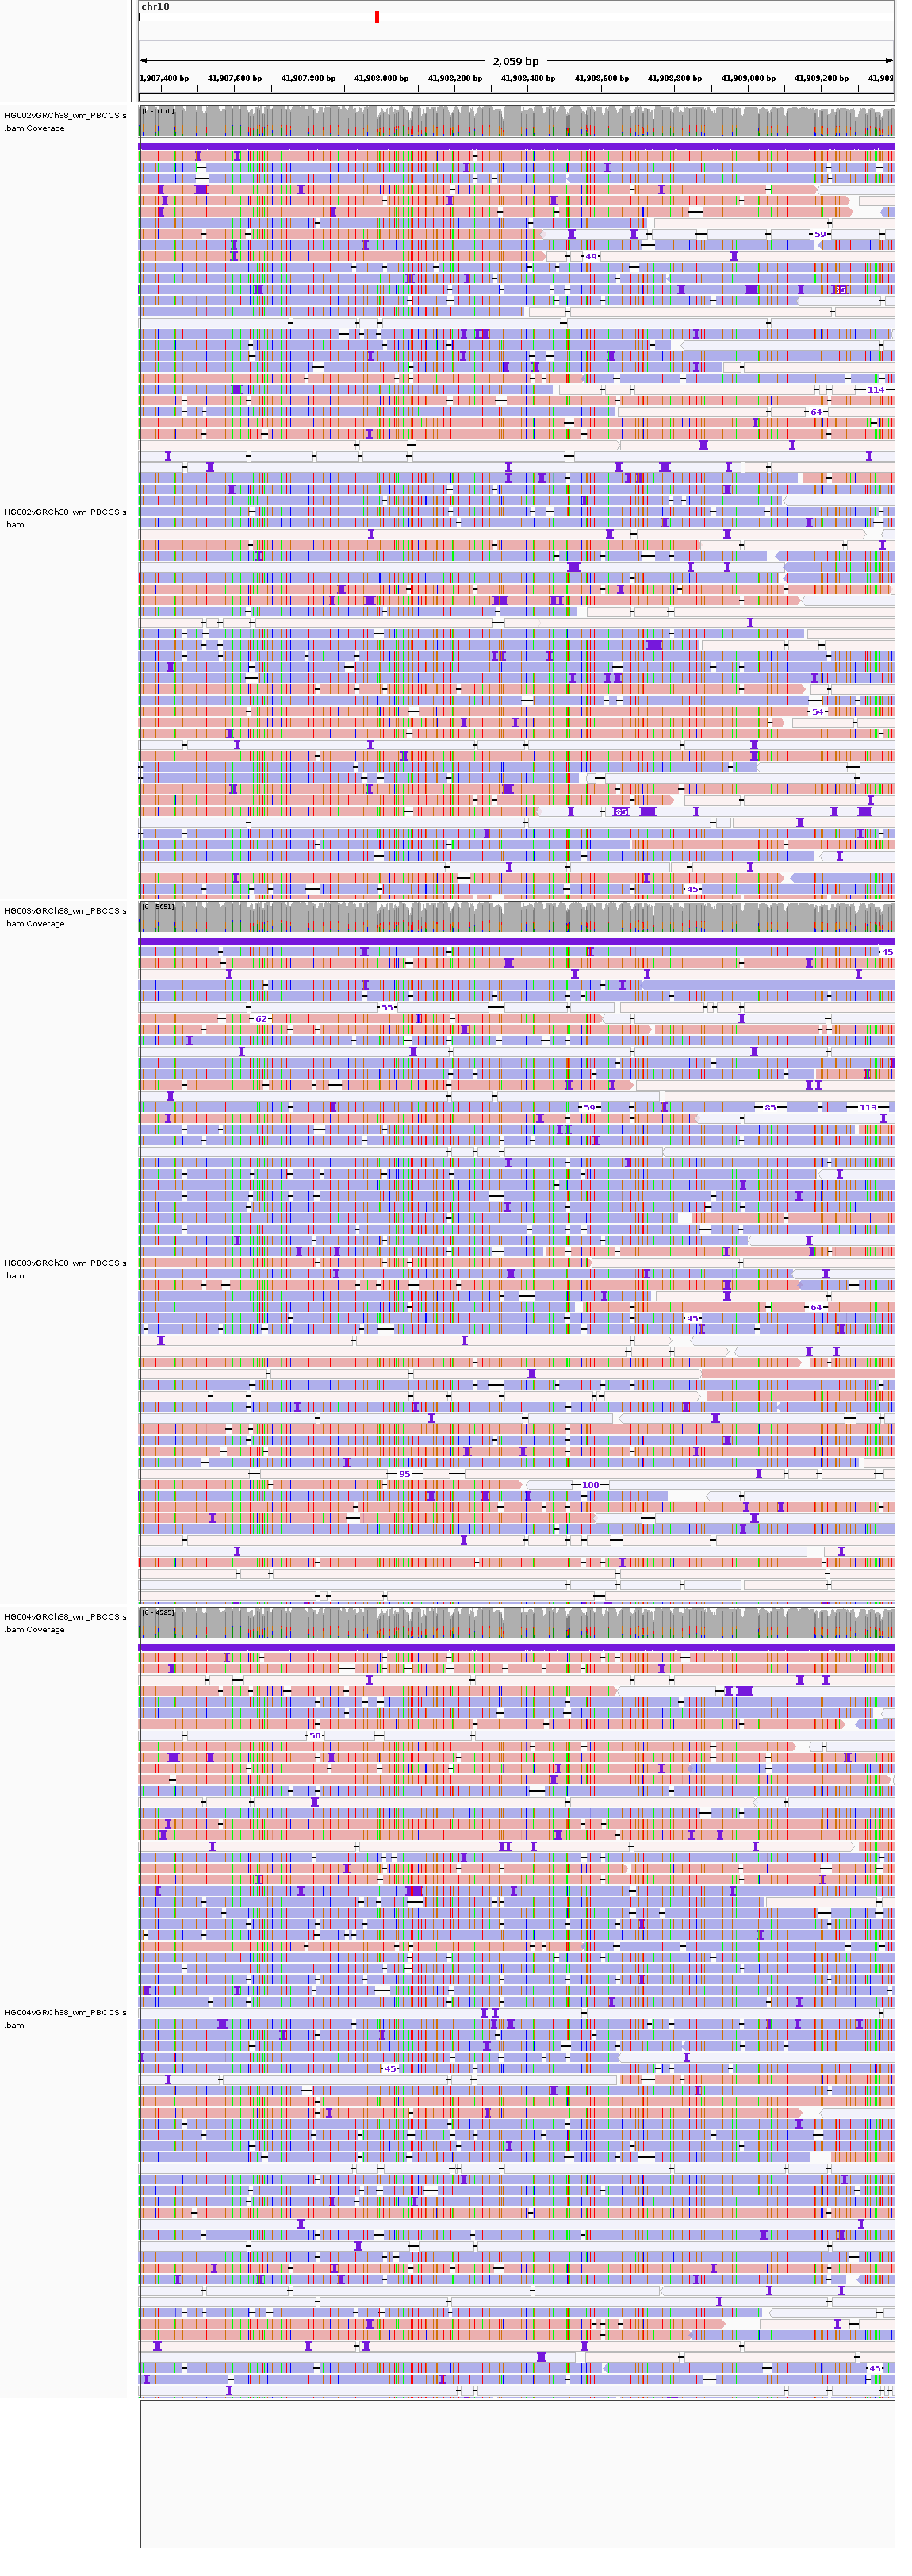 chr10
2,059 bp
41,907,400 bp 41,907,600 bp 41,907,800 bp 41,908,000 bp 41,908,200 bp 41,908,400 bp 41,908,600 bp 41,908,800 bp 41,909,000 bp 41,909,200 bp 41,909
HG002vGRCh38_wm_PBCCS.s
.bam Coverage
[0 - 7170]
59
49
35
114
64
HG002vGRCh38_wm_PBCCS.s
.bam
54
85
45
HG003vGRCh38_wm_PBCCS.s
.bam Coverage
[0 - 5651]
45
55
62
59 85 113
HG003vGRCh38_wm_PBCCS.s
.bam
64
45
95
100
HG004vGRCh38_wm_PBCCS.s
.bam Coverage
[0 - 4985]
50
HG004vGRCh38_wm_PBCCS.s
.bam
45
45